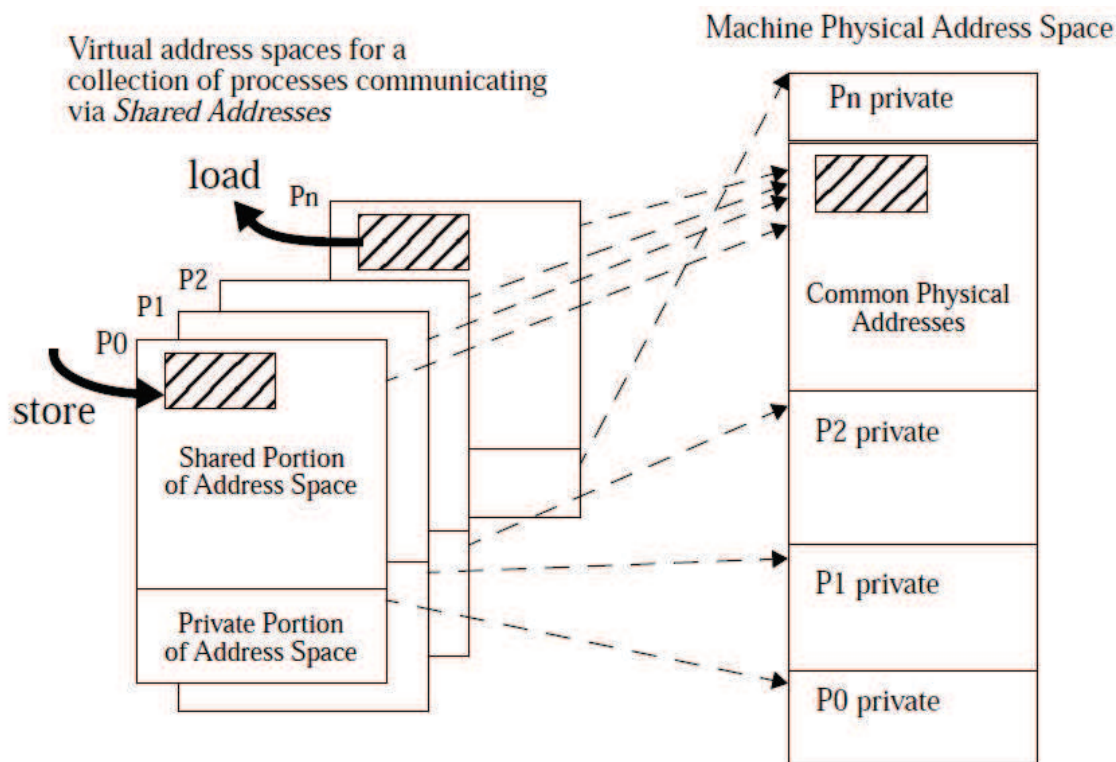 Machine Physical Address Space
Virtual address spaces for a
collection of processes communicating
via Shared Addresses
Pn private
load
Pn
P2
P1
P0
store
Common Physical
Addresses
Shared Portion
of Address Space
P2 private
Private Portion
of Address Space
P1 private
P0 private